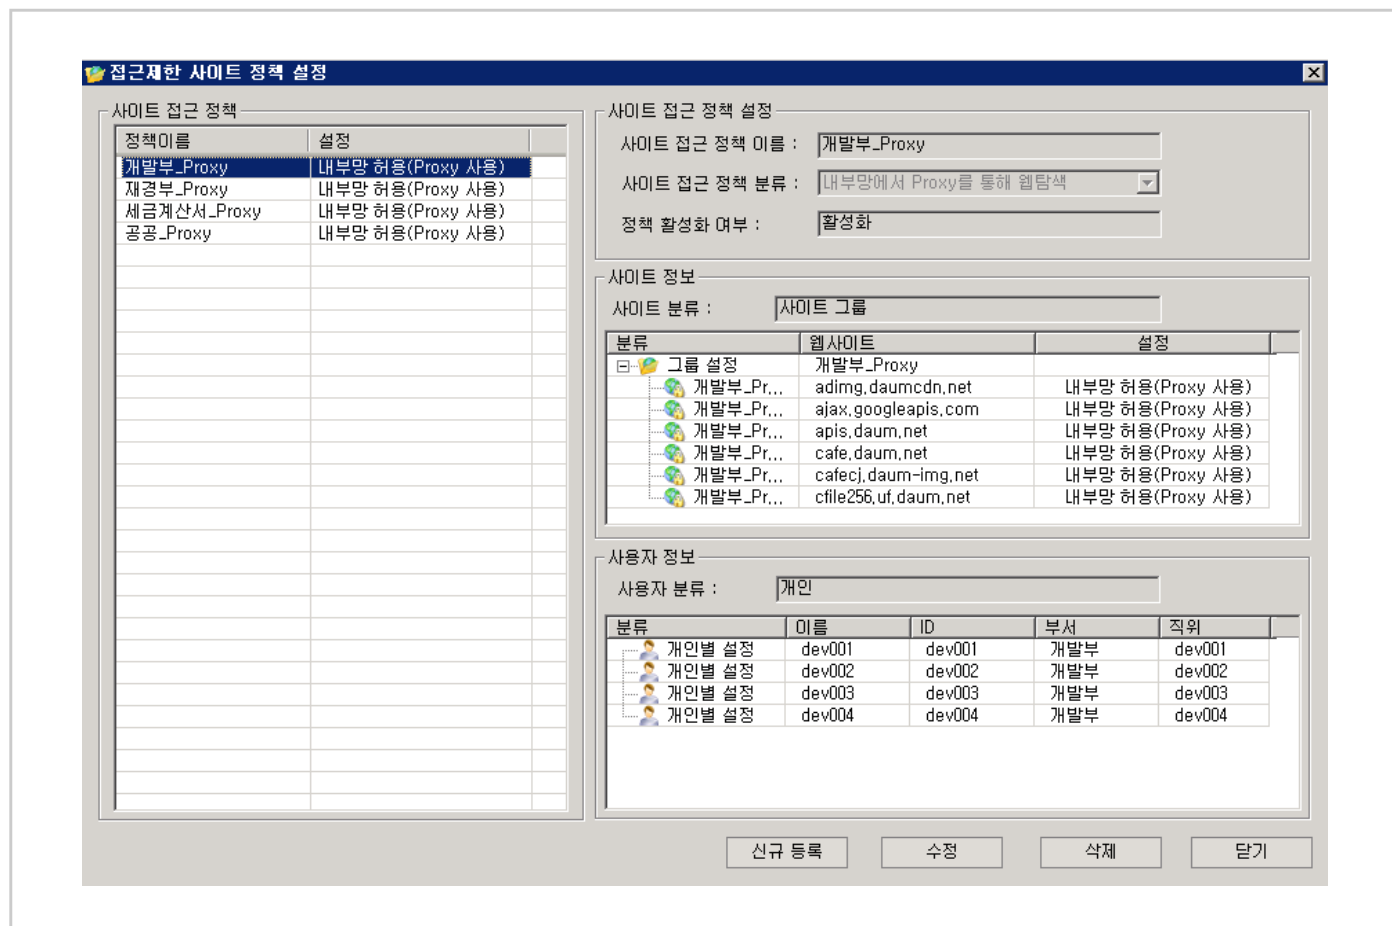 접근제한 사이트 정책 설정
사이트 접근 정책
정책이름 설정
개발부_Proxy 내부망 허용(Proxy 사용)
재경부_Proxy 내부망 허용(Proxy 사용)
세금계산서_Proxy 내부망 허용(Proxy 사용)
공공_Proxy 내부망 허용(Proxy 사용)
사이트 접근 정책 설정
사이트 접근 정책 이름 : 개발부_Proxy
사이트 접근 정책 분류 : 내부망에서 Proxy를 통해 웹탐색
정책 활성화 여부 : 활성화
사이트 정보
사이트 분류 : 사이트 그룹
분류 웹사이트 설정
그룹 설정 개발부_Proxy
개발부_Pr... adimg.daumcdn.net 내부망 허용(Proxy 사용)
개발부_Pr... ajax.googleapis.com 내부망 허용(Proxy 사용)
개발부_Pr... apis.daum.net 내부망 허용(Proxy 사용)
개발부_Pr... cafe.daum.net 내부망 허용(Proxy 사용)
개발부_Pr... cafecj.daum-img.net 내부망 허용(Proxy 사용)
개발부_Pr... cfile256.uf.daum.net 내부망 허용(Proxy 사용)
사용자 정보
사용자 분류 : 개인
분류 이름 ID 부서 직위
개인별 설정 dev001 dev001 개발부 dev001
개인별 설정 dev002 dev002 개발부 dev002
개인별 설정 dev003 dev003 개발부 dev003
개인별 설정 dev004 dev004 개발부 dev004
신규 등록 수정 삭제 닫기